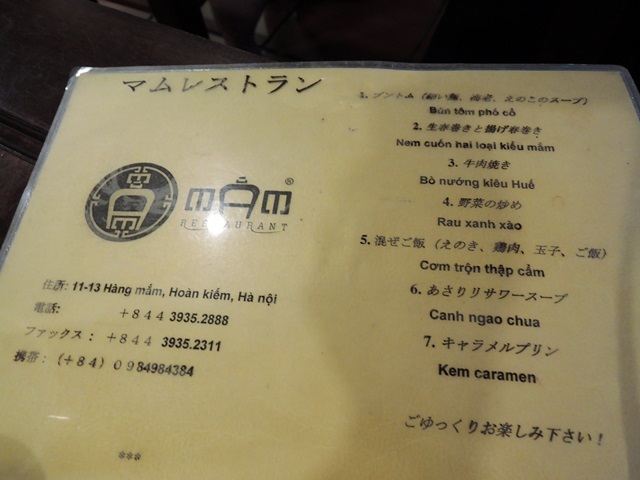 マムレストラン
MÂM®
RESTAURANT
住所: 11-13 Hàng mắm, Hoàn kiếm, Hà nội
電話: +844 3935.2888
ファックス: +844 3935.2311
携帯: (+84) 0984984384
***
1. ブントム (細い麺、海老、えのこのスープ)
Bún tôm phố cổ
2. 生春巻きと揚げ春巻き
Nem cuốn hai loại kiểu mắm
3. 牛肉焼き
Bò nướng kiêu Huế
4. 野菜の炒め
Rau xanh xào
5. 混ぜご飯 (えのき、鶏肉、玉子、ご飯)
Cơm trộn thập cẩm
6. あさりリサワースープ
Canh ngao chua
7. キャラメルプリン
Kem caramen
ごゆっくりお楽しみ下さい!